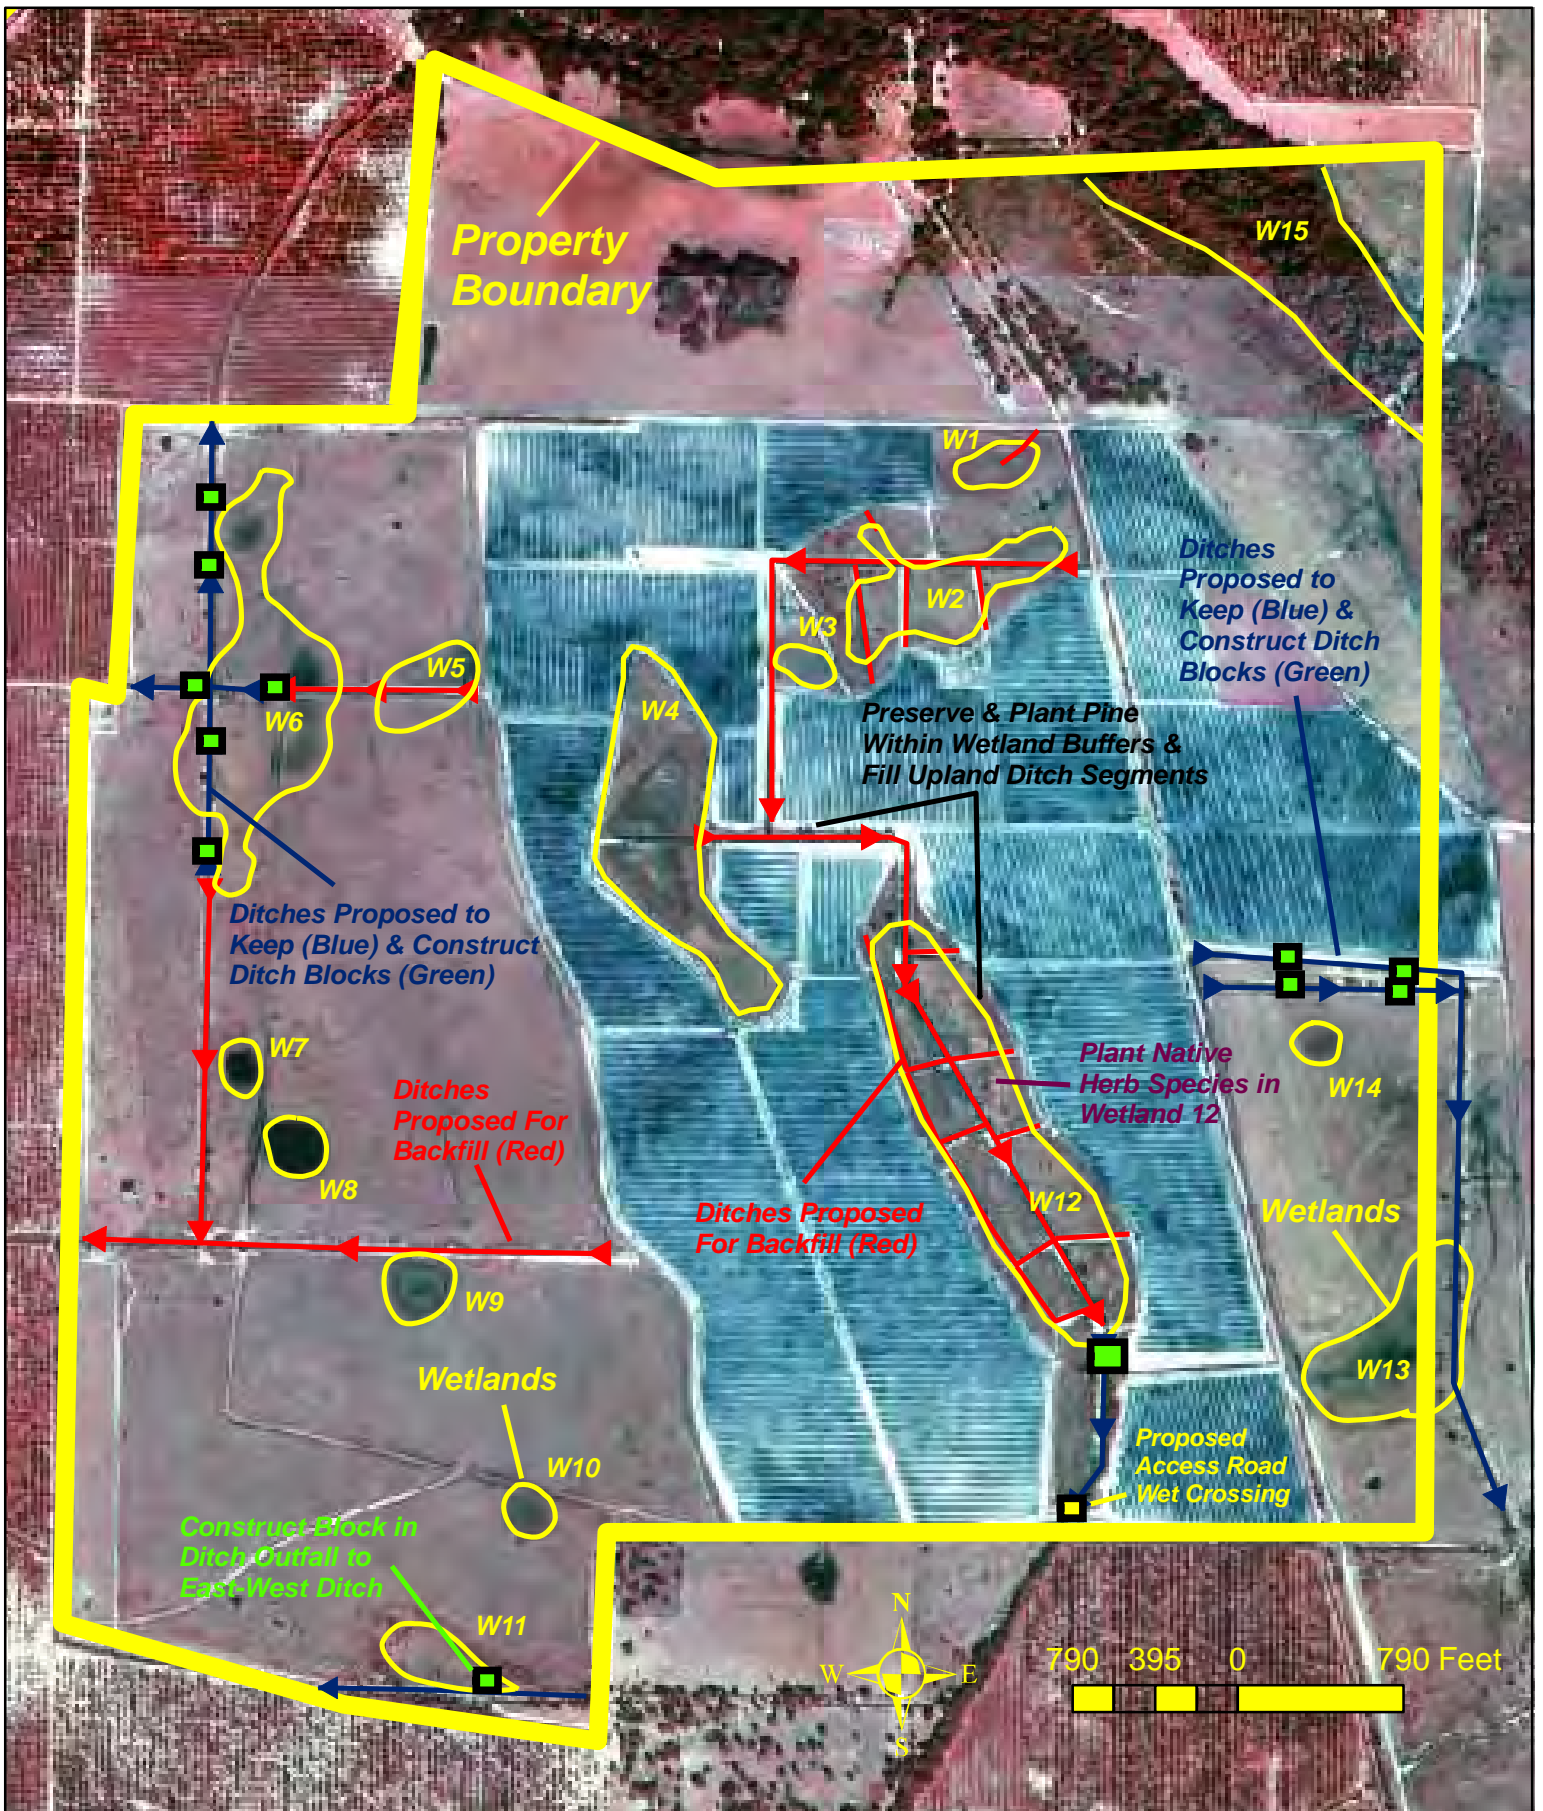 Property
Boundary
W15
W1
Ditches
Proposed to
Keep (Blue) &
Construct Ditch
Blocks (Green)
W2
W3
W5
W4
W6
Preserve & Plant Pine
Within Wetland Buffers &
Fill Upland Ditch Segments
Ditches Proposed to
Keep (Blue) & Construct
Ditch Blocks (Green)
W7
Plant Native
Herb Species in
Wetland 12
W14
Ditches
Proposed For
Backfill (Red)
W8
W12
Ditches Proposed
For Backfill (Red)
Wetlands
W9
W13
Wetlands
Proposed
Access Road
Wet Crossing
W10
Construct Block in
Ditch Outfall to
East-West Ditch
W11
N
W E
S
790 395 0 790 Feet